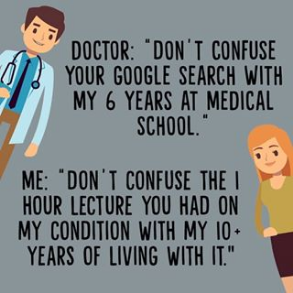 DOCTOR: "DON'T CONFUSE
YOUR GOOGLE SEARCH WITH
MY 6 YEARS AT MEDICAL
SCHOOL."
ME: "DON'T CONFUSE THE 1
HOUR LECTURE YOU HAD ON
MY CONDITION WITH MY 10+
YEARS OF LIVING WITH IT."